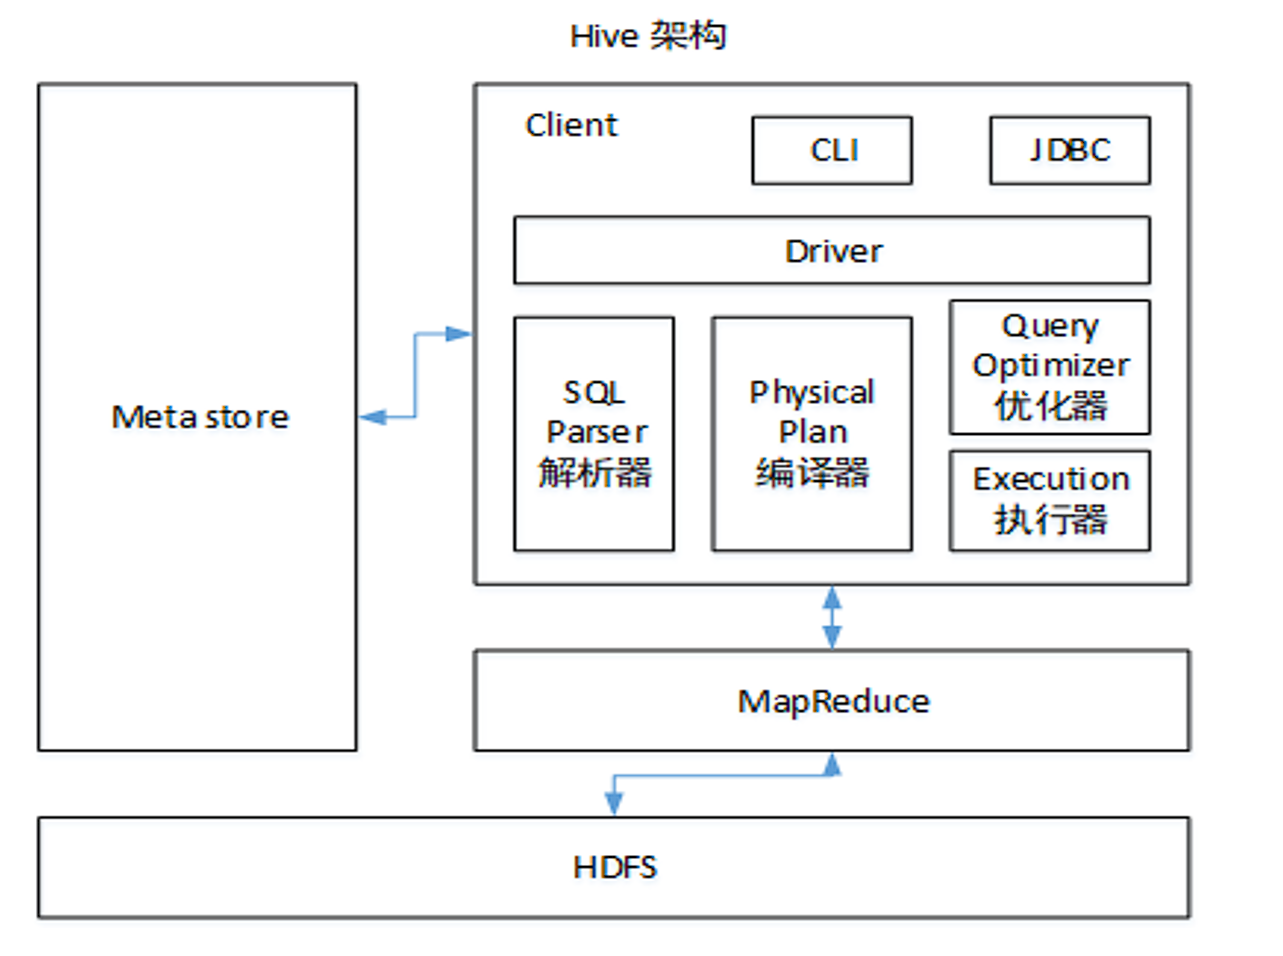 Hive 架构
Client
CLI
JDBC
Driver
Meta store
SQL
Parser
解析器
Physical
Plan
编译器
Query
Optimizer
优化器
Execution
执行器
MapReduce
HDFS